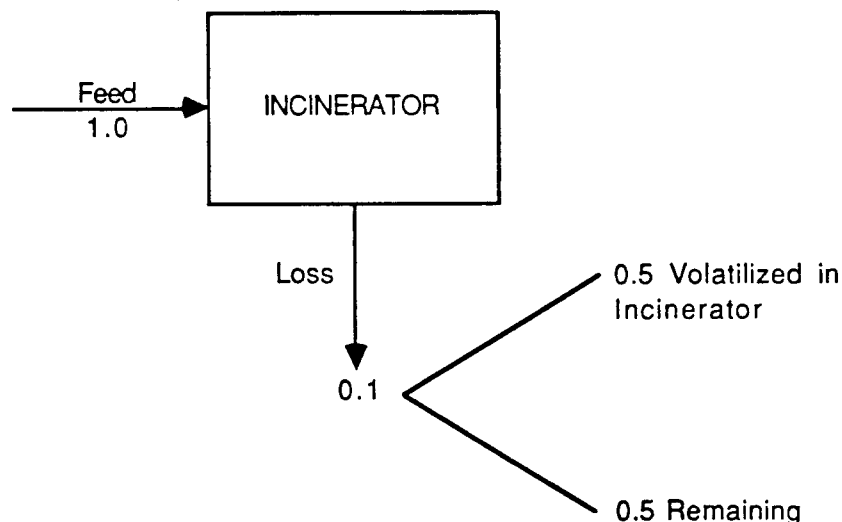 Feed
1.0
INCINERATOR
Loss
0.1
0.5 Volatilized in
Incinerator
0.5 Remaining